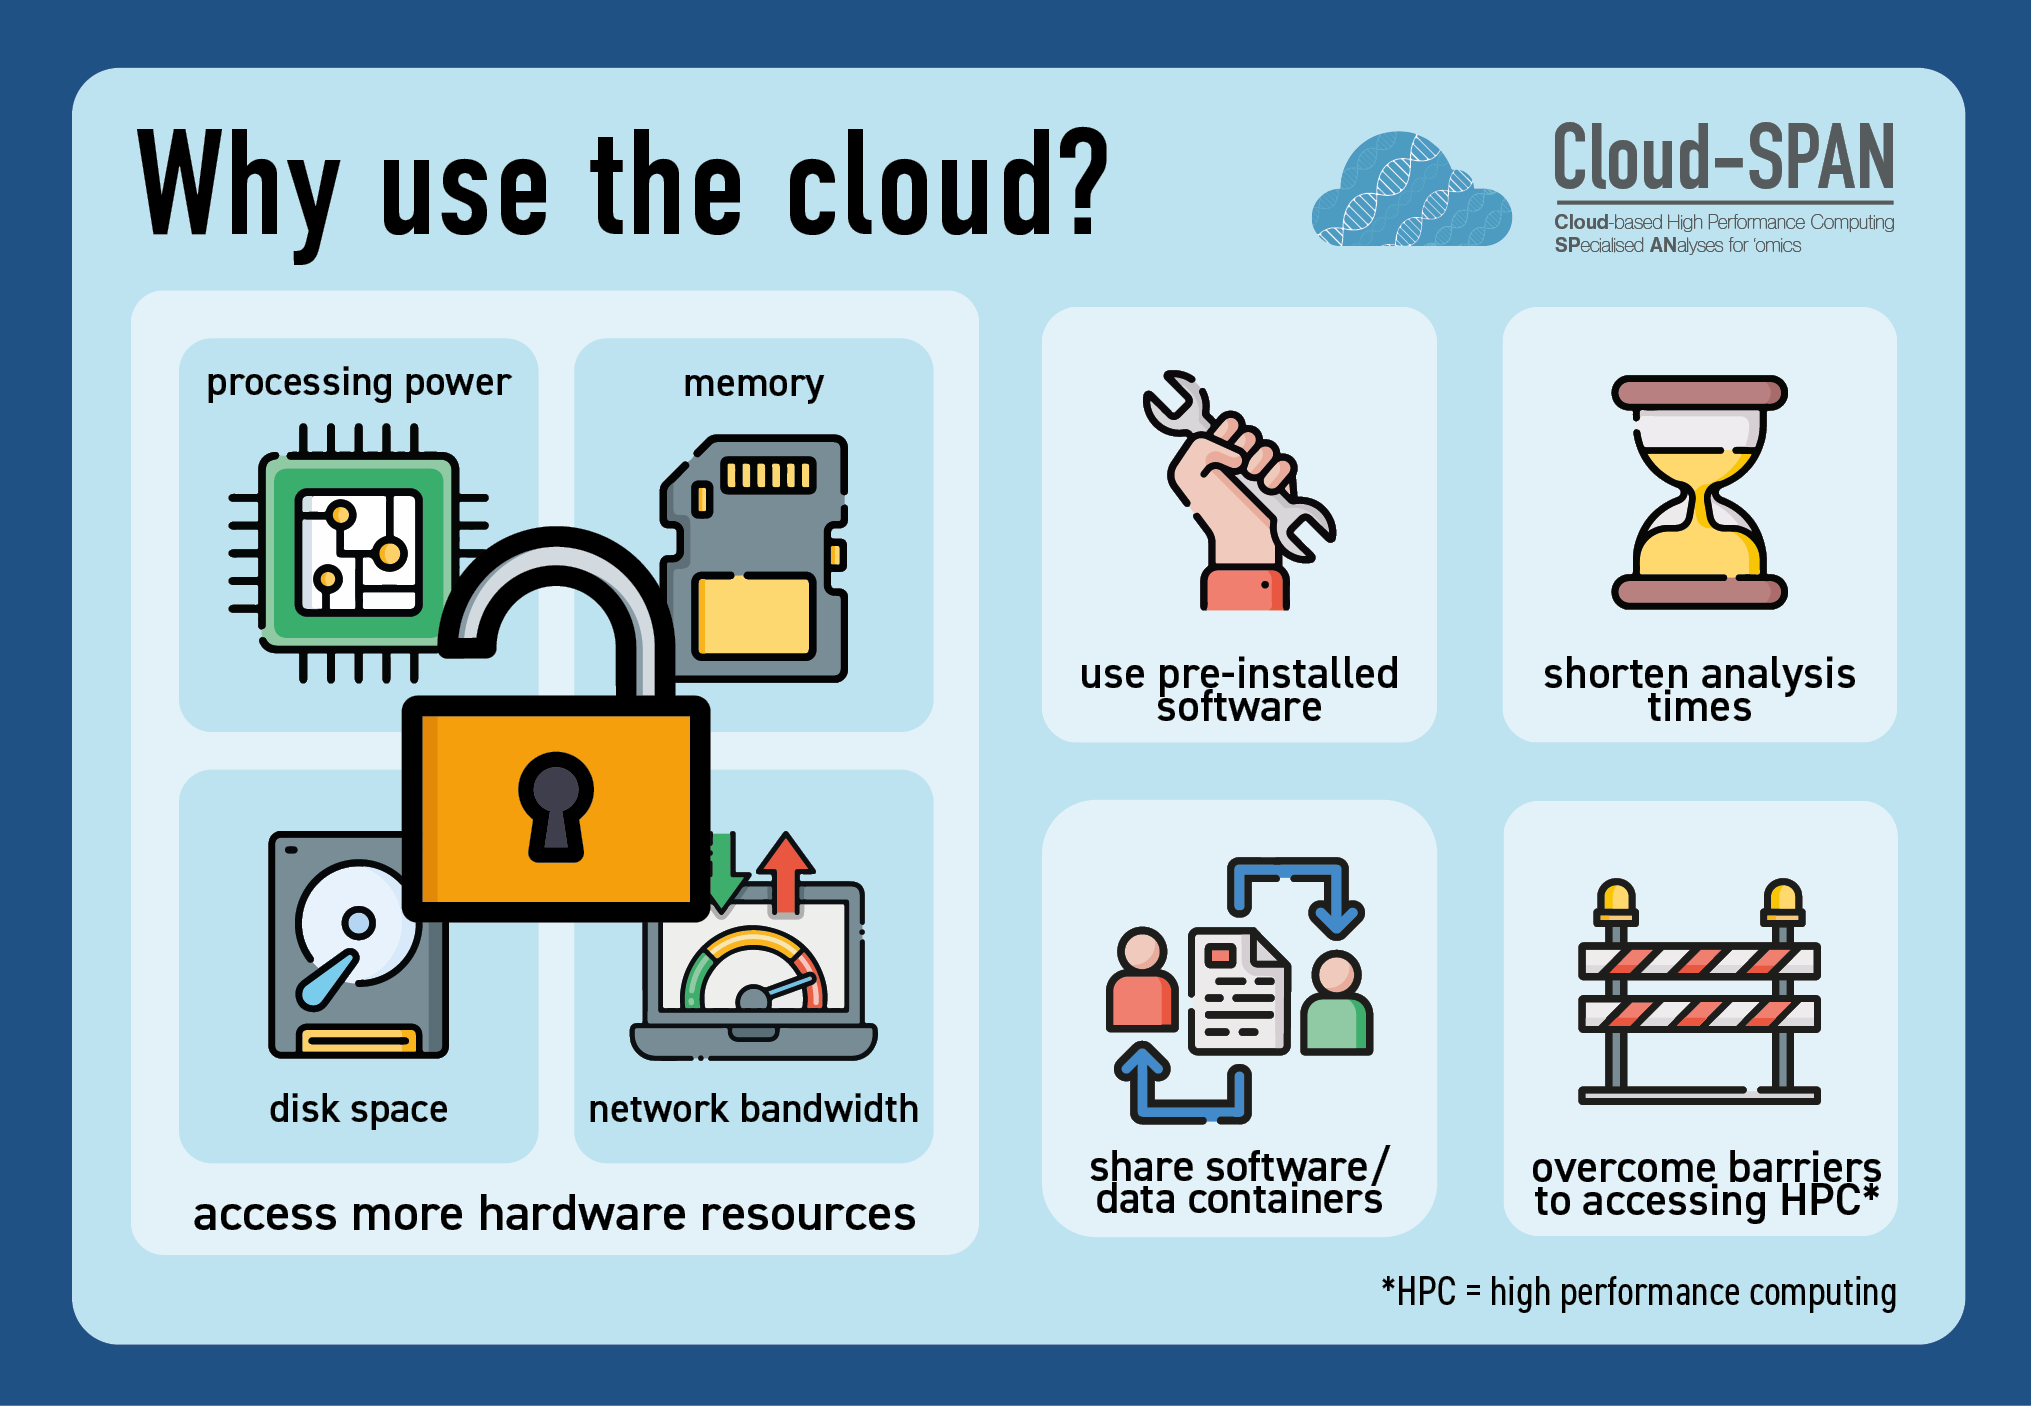 Why use the cloud?
Cloud-SPAN
Cloud-based High Performance Computing
SPecialised ANalyses for 'omics
processing power
memory
disk space
network bandwidth
access more hardware resources
use pre-installed
software
shorten analysis
times
share software/
data containers
overcome barriers
to accessing HPC*
*HPC = high performance computing